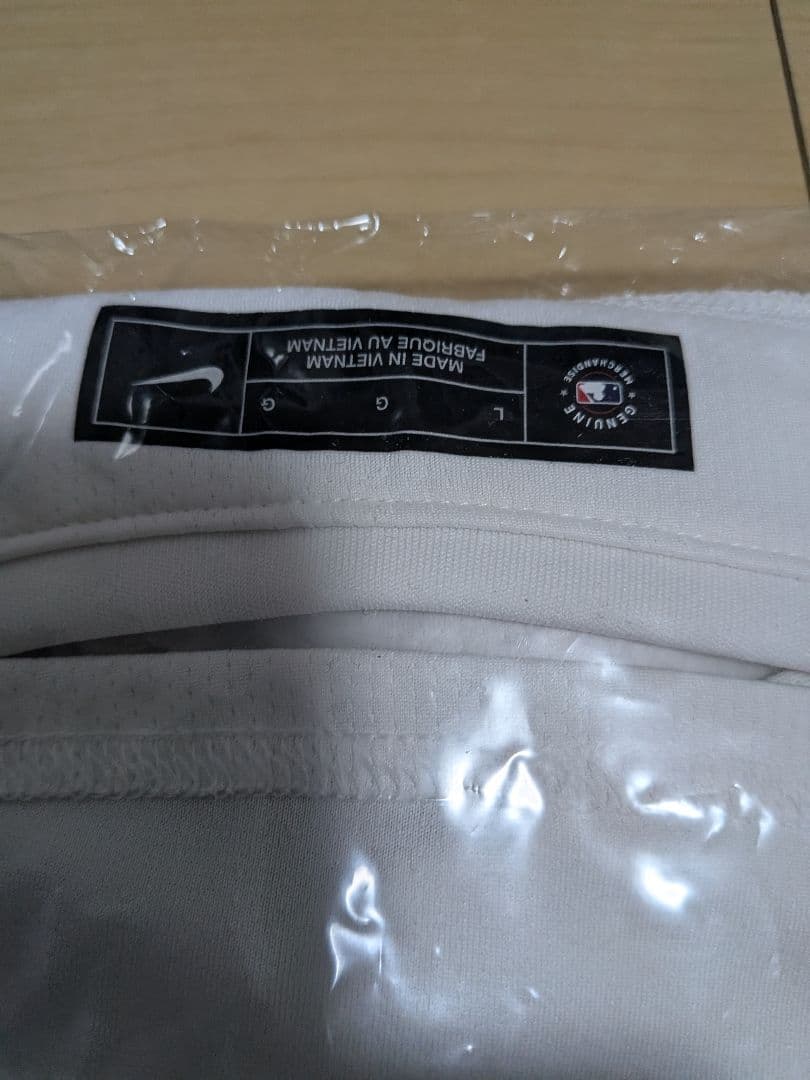 GENUINE
MERCHANDISE
L G G
MADE IN VIETNAM
FABRIQUE AU VIETNAM